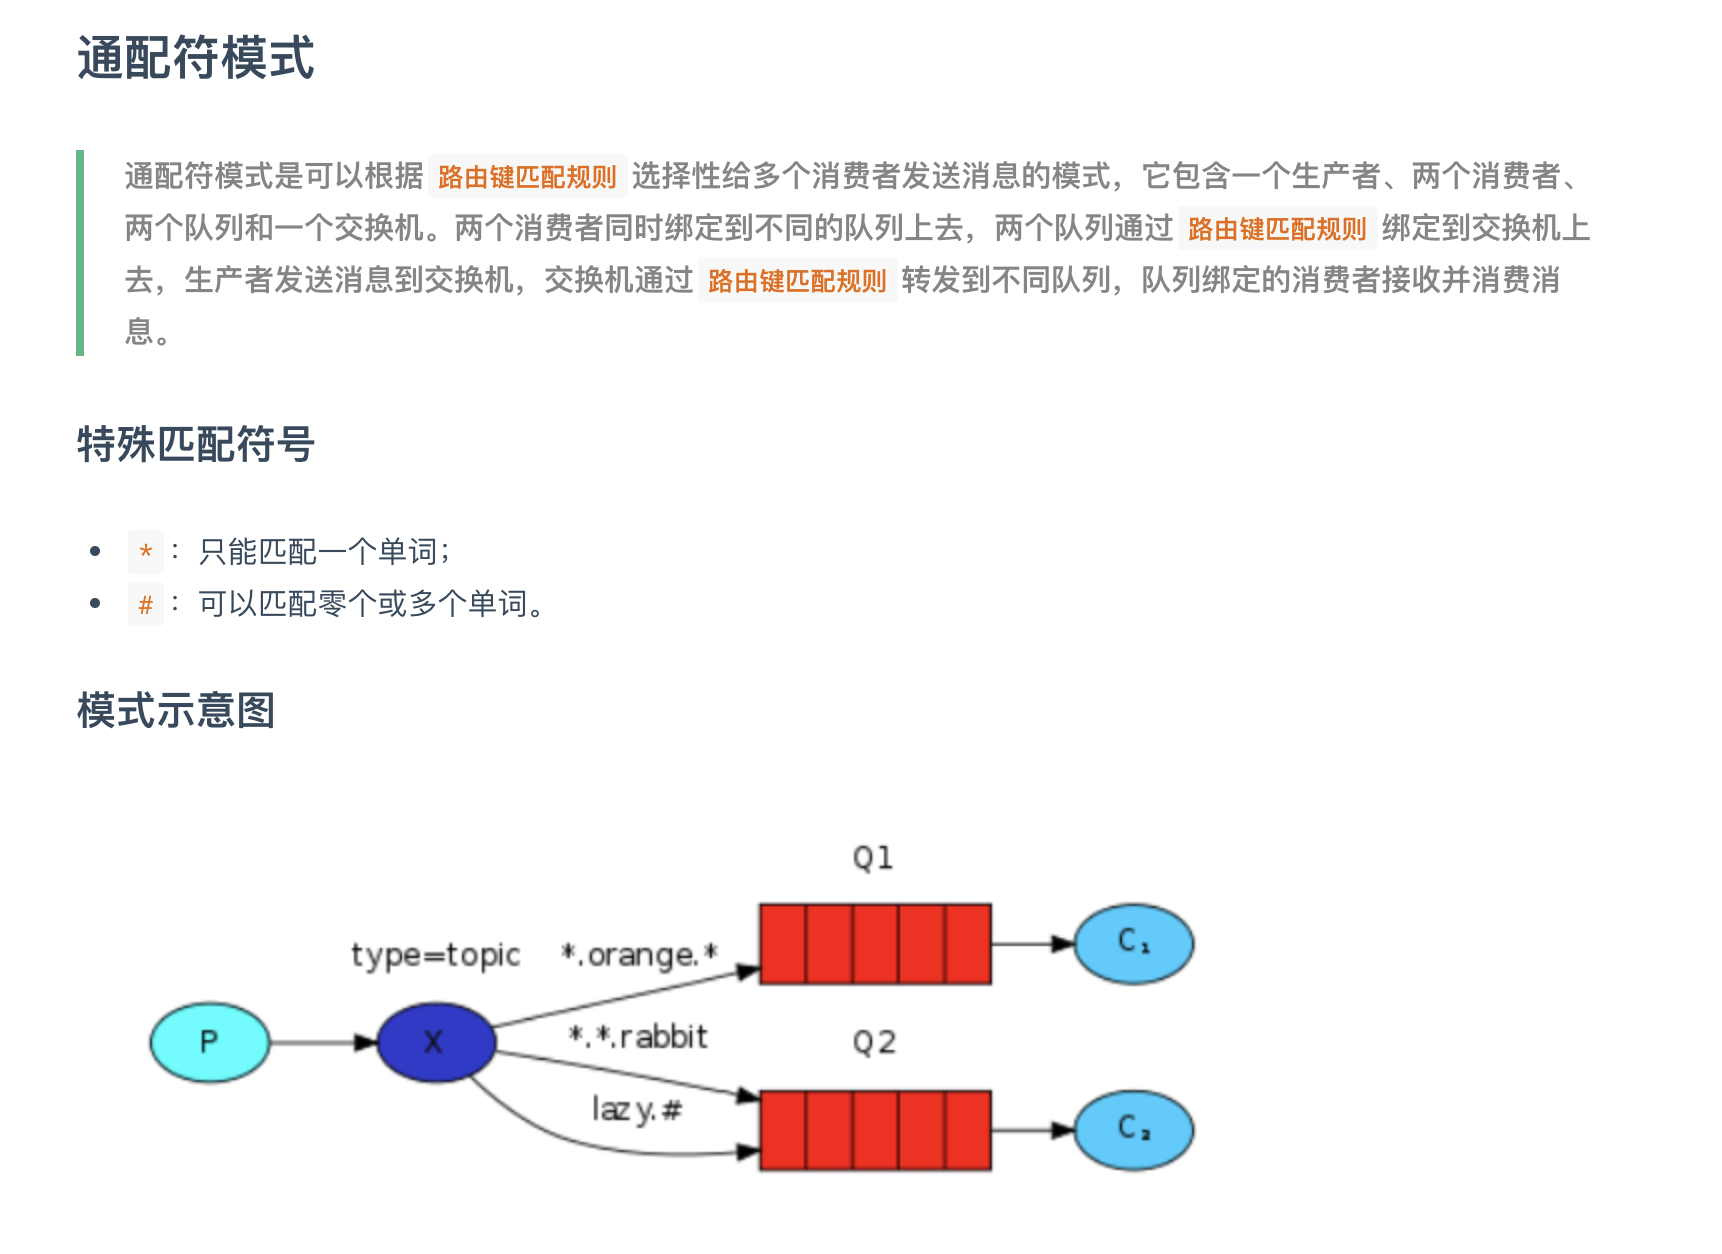 通配符模式
通配符模式是可以根据 路由键匹配规则 选择性给多个消费者发送消息的模式，它包含一个生产者、两个消费者、
两个队列和一个交换机。两个消费者同时绑定到不同的队列上去，两个队列通过 路由键匹配规则 绑定到交换机上
去，生产者发送消息到交换机，交换机通过 路由键匹配规则 转发到不同队列，队列绑定的消费者接收并消费消
息。
特殊匹配符号
• * ：只能匹配一个单词；
• # ：可以匹配零个或多个单词。
模式示意图
Q1
type=topic *.orange.*
C₁
P
X
*.*.rabbit
Q2
lazy.#
C₂